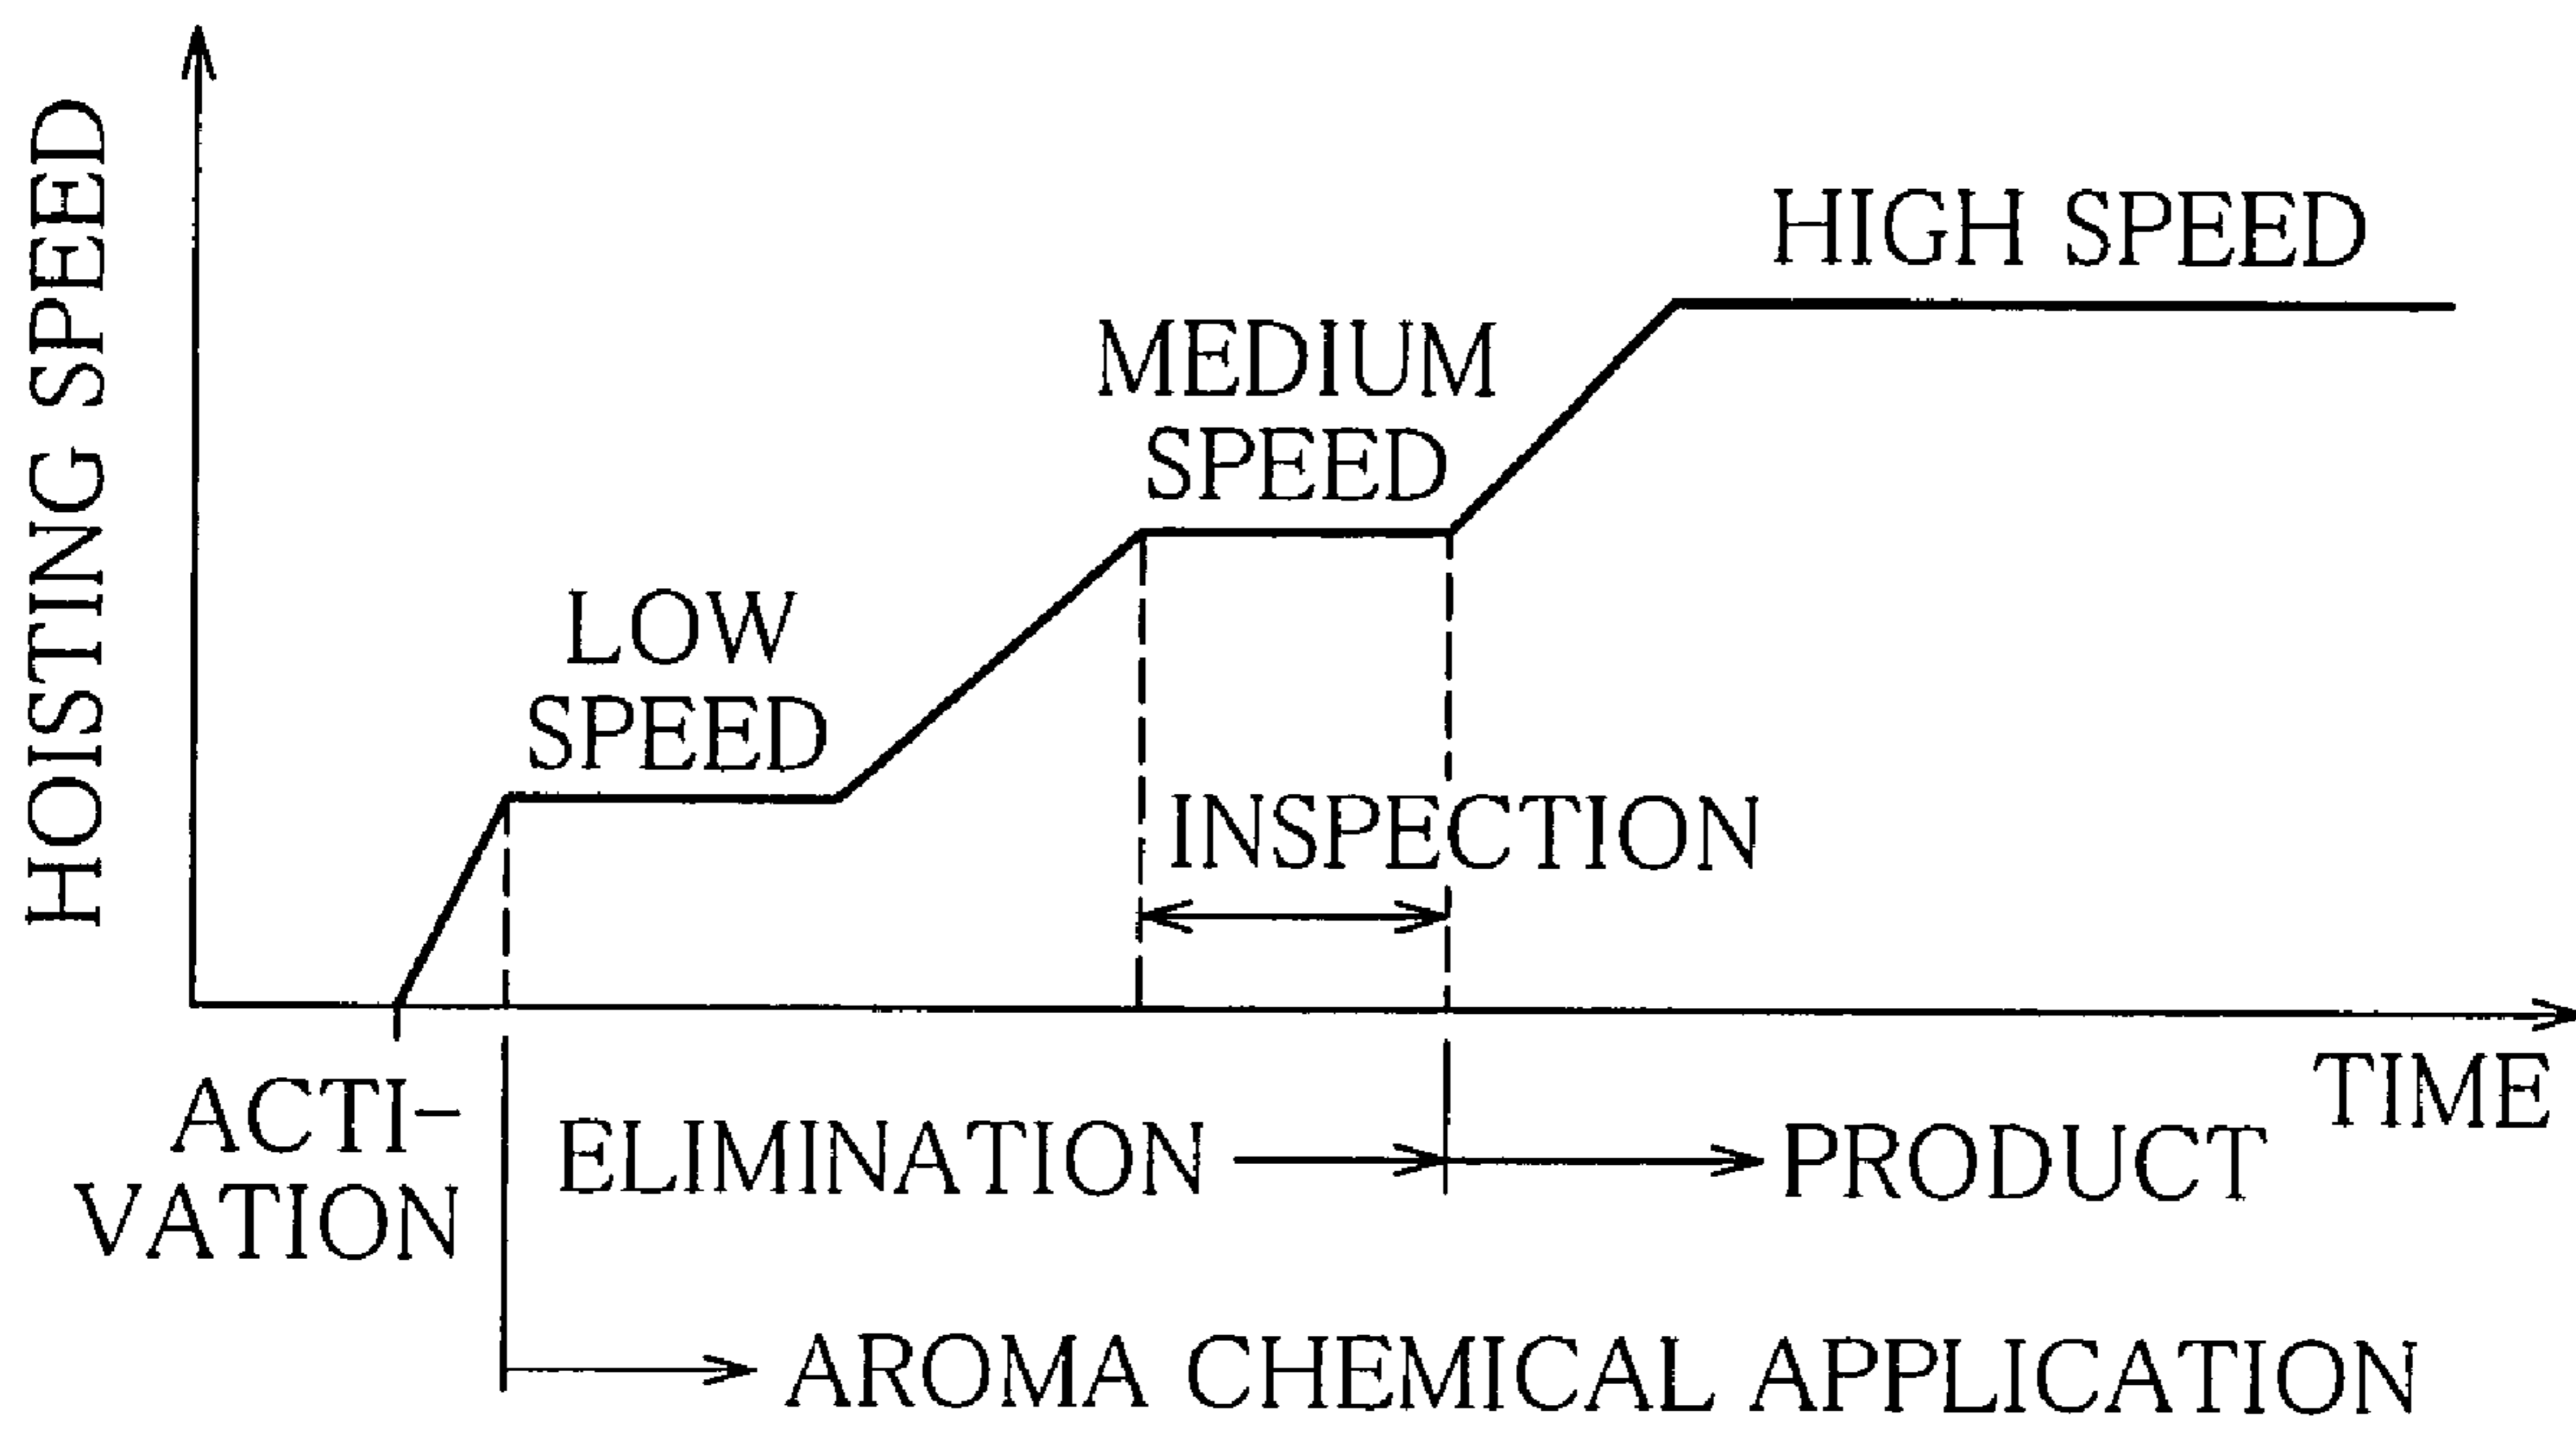 HOISTING SPEED
HIGH SPEED
MEDIUM
SPEED
LOW
SPEED
INSPECTION
TIME
ACTI-
VATION
ELIMINATION
PRODUCT
AROMA CHEMICAL APPLICATION